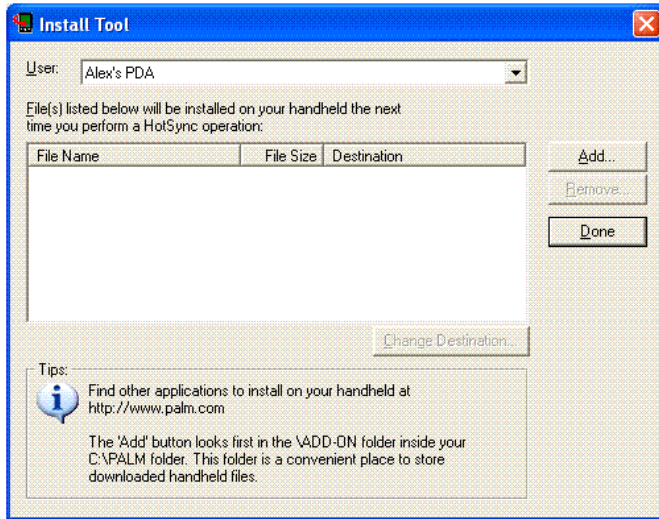 Install Tool
User: Alex's PDA
File(s) listed below will be installed on your handheld the next
time you perform a HotSync operation:
File Name File Size Destination
Add...
Remove...
Done
Change Destination...
Tips:
Find other applications to install on your handheld at
http://www.palm.com
The 'Add' button looks first in the \ADD-ON folder inside your
C:\PALM folder. This folder is a convenient place to store
downloaded handheld files.